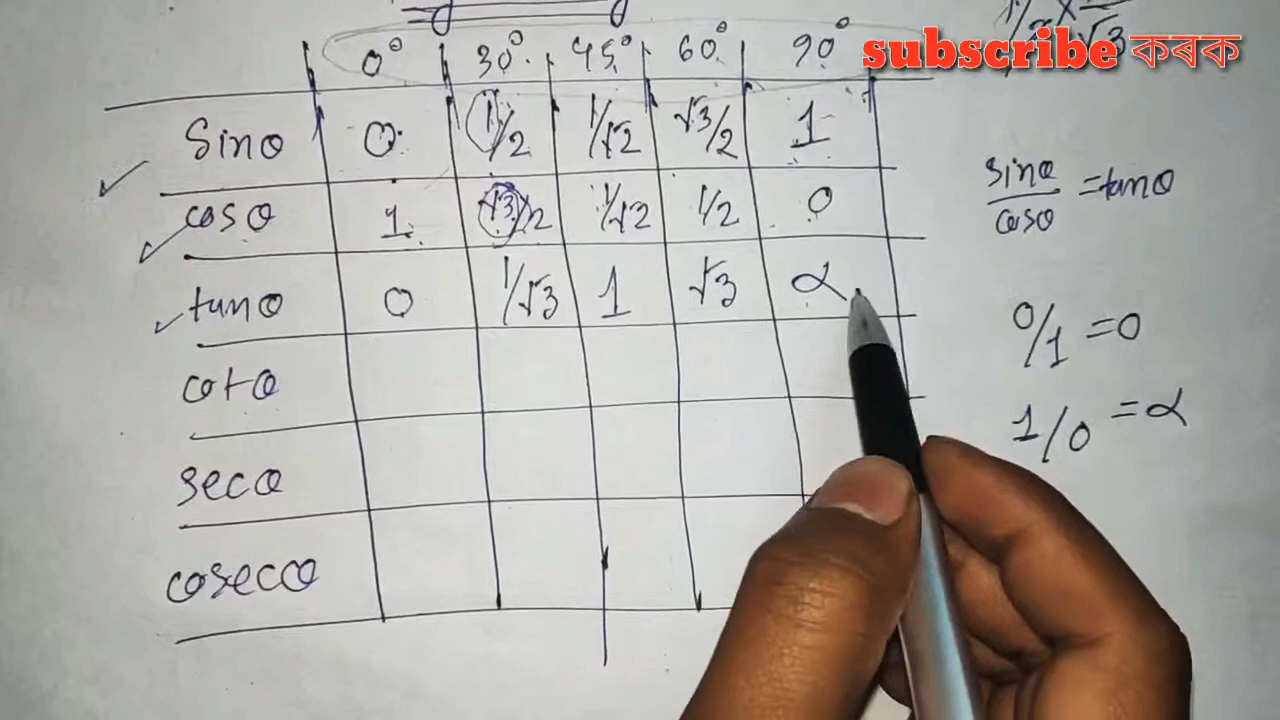 subscribe কৰক
0° 30° 45° 60° 90°
Sinθ 0 1/2 1/√2 √3/2 1
cosθ 1 √3/2 1/√2 1/2 0
tanθ 0 1/√3 1 √3 α
cotθ
secθ
cosecθ
sinθ/cosθ = tanθ
0/1 = 0
1/0 = α